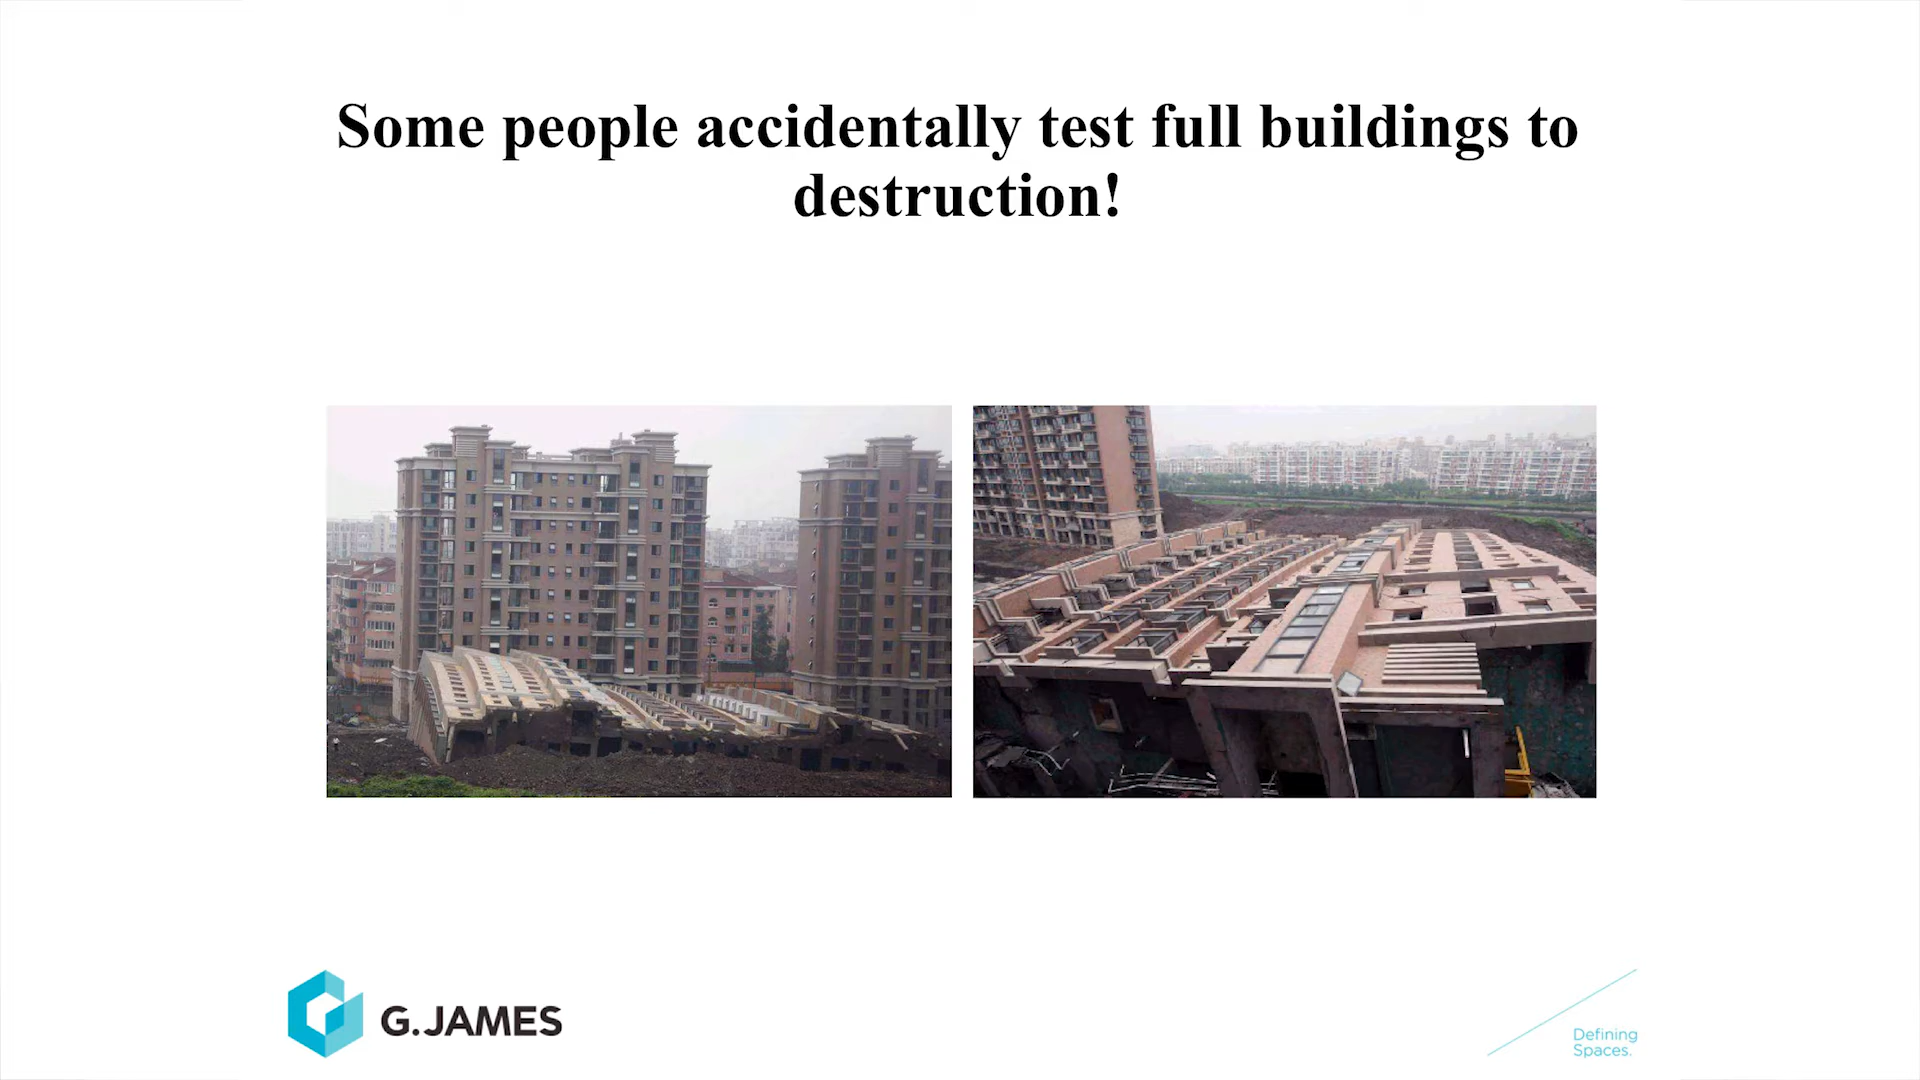 Some people accidentally test full buildings to
destruction!
G.JAMES
Defining
Spaces.